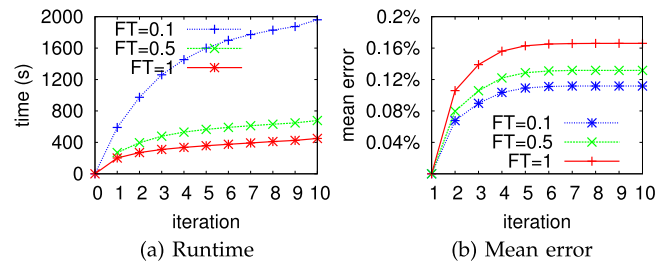 2000
1600
1200
800
400
0
time (s)
FT=0.1
FT=0.5
FT=1
0 1 2 3 4 5 6 7 8 9 10
iteration
(a) Runtime
0.2%
0.16%
0.12%
0.08%
0.04%
mean error
FT=0.1
FT=0.5
FT=1
1 2 3 4 5 6 7 8 9 10
iteration
(b) Mean error